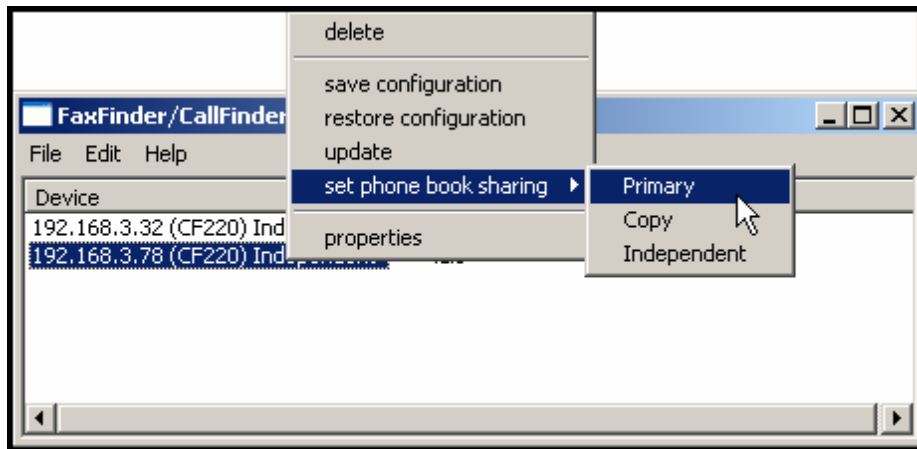 delete
save configuration
restore configuration
update
set phone book sharing
properties
FaxFinder/CallFinder
File Edit Help
Device
192.168.3.32 (CF220) Ind
192.168.3.78 (CF220)
Primary
Copy
Independent